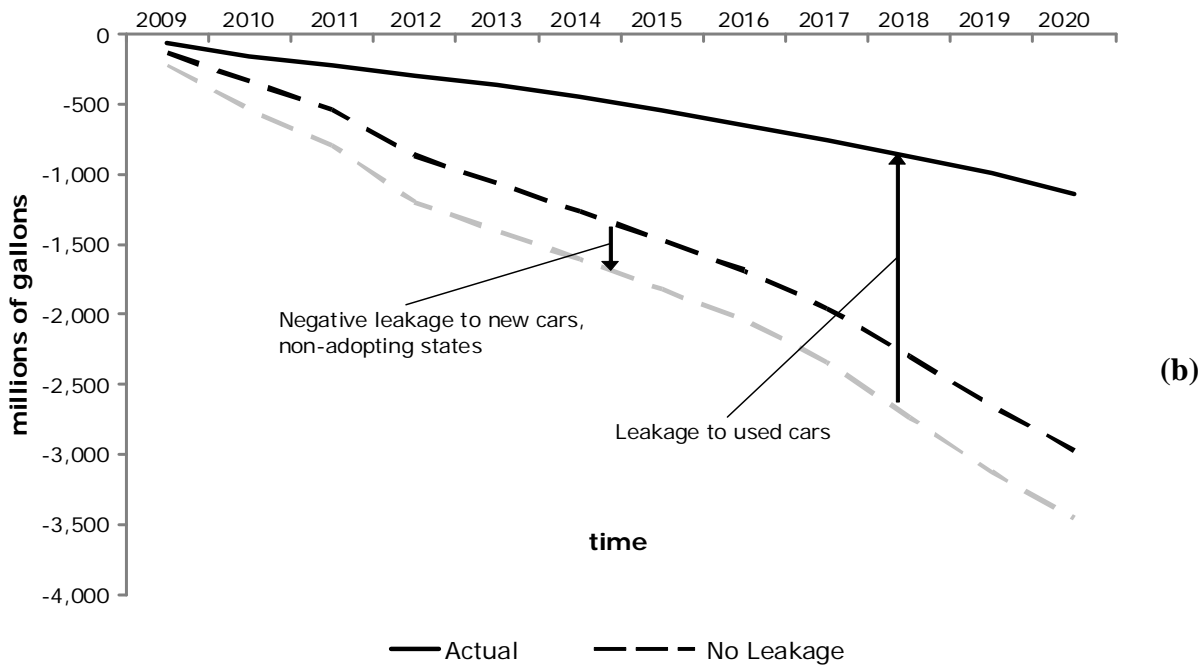 2009 2010 2011 2012 2013 2014 2015 2016 2017 2018 2019 2020
0
-500
-1,000
-1,500
-2,000
-2,500
-3,000
-3,500
-4,000
millions of gallons
Negative leakage to new cars,
non-adopting states
Leakage to used cars
(b)
time
Actual No Leakage